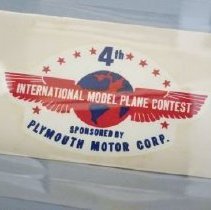 4th
INTERNATIONAL MODEL PLANE CONTEST
SPONSORED BY
PLYMOUTH MOTOR CORP.